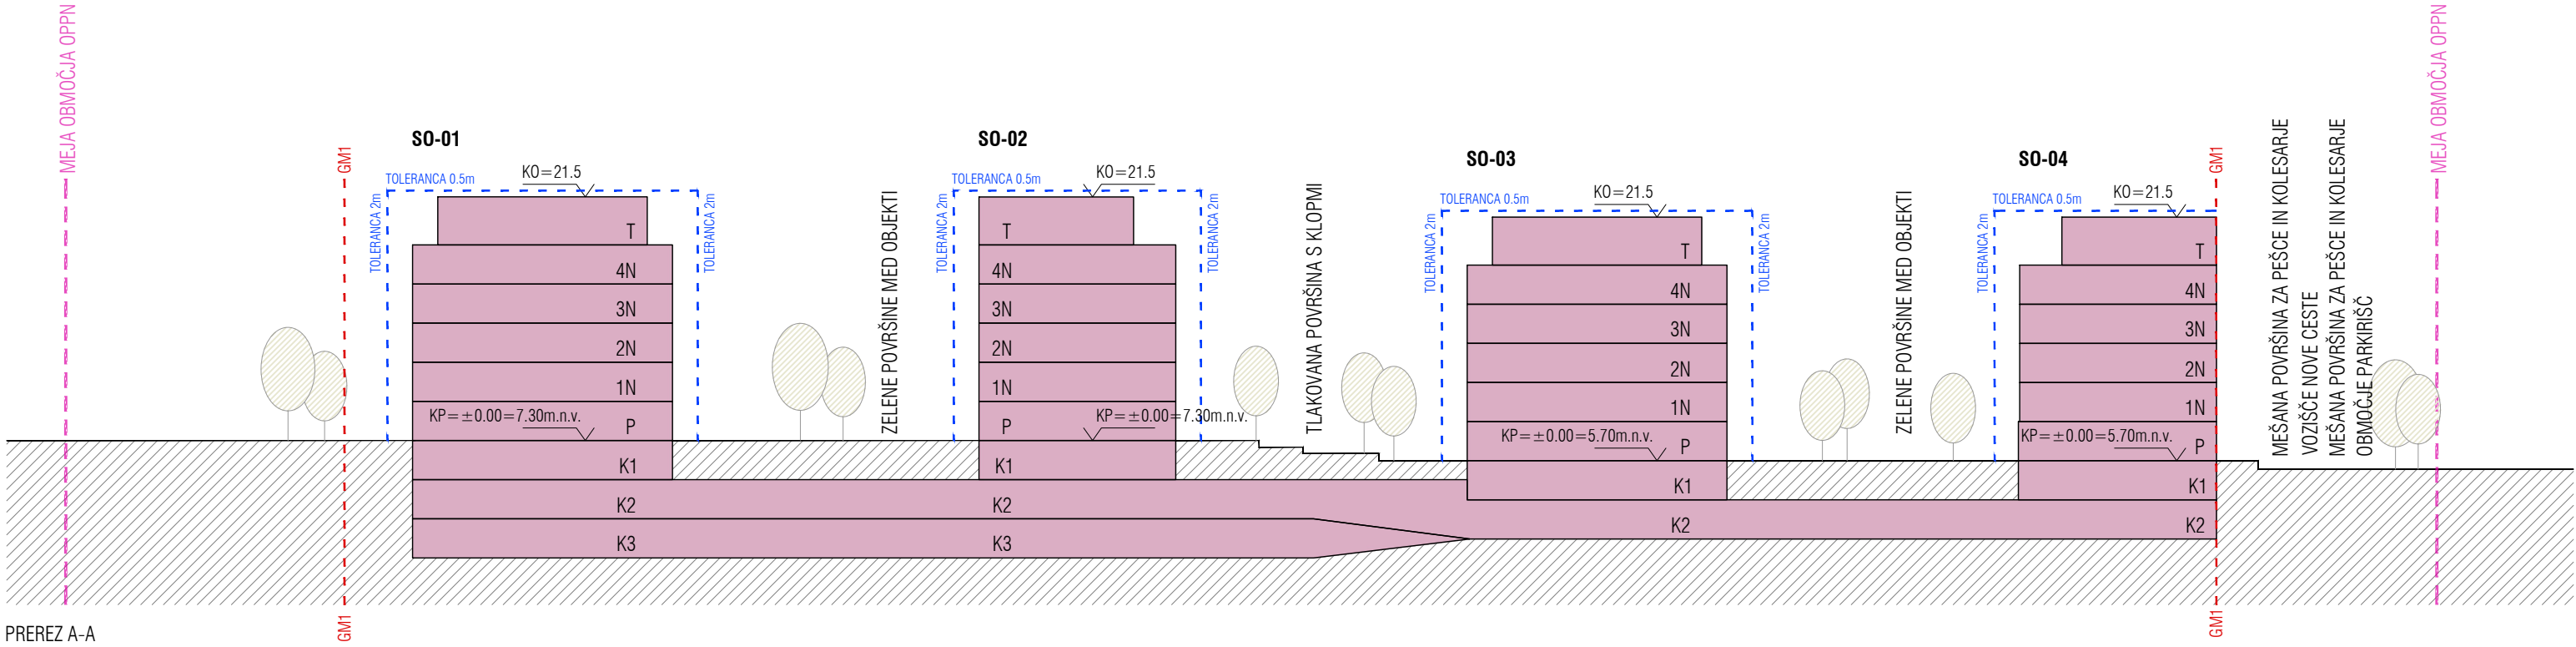 MEJA OBMOČJA OPPN
GM1
GM1
SO-01
TOLERANCA 0.5m
KO=21.5
TOLERANCA 2m
TOLERANCA 2m
T
4N
3N
2N
1N
KP=±0.00=7.30m.n.v.
P
K1
K2
K3
ZELENE POVRŠINE MED OBJEKTI
SO-02
TOLERANCA 0.5m
KO=21.5
TOLERANCA 2m
TOLERANCA 2m
T
4N
3N
2N
1N
P
KP=±0.00=7.30m.n.v.
K1
K2
K3
TLAKOVANA POVRŠINA S KLOPMI
SO-03
TOLERANCA 0.5m
KO=21.5
TOLERANCA 2m
TOLERANCA 2m
T
4N
3N
2N
1N
KP=±0.00=5.70m.n.v.
P
K1
K2
ZELENE POVRŠINE MED OBJEKTI
SO-04
TOLERANCA 0.5m
KO=21.5
TOLERANCA 2m
T
4N
3N
2N
1N
KP=±0.00=5.70m.n.v.
P
K1
K2
GM1
GM1
MEŠANA POVRŠINA ZA PEŠCE IN KOLESARJE
VOZIŠČE NOVE CESTE
MEŠANA POVRŠINA ZA PEŠCE IN KOLESARJE
OBMOČJE PARKIRIŠČ
MEJA OBMOČJA OPPN
PREREZ A-A